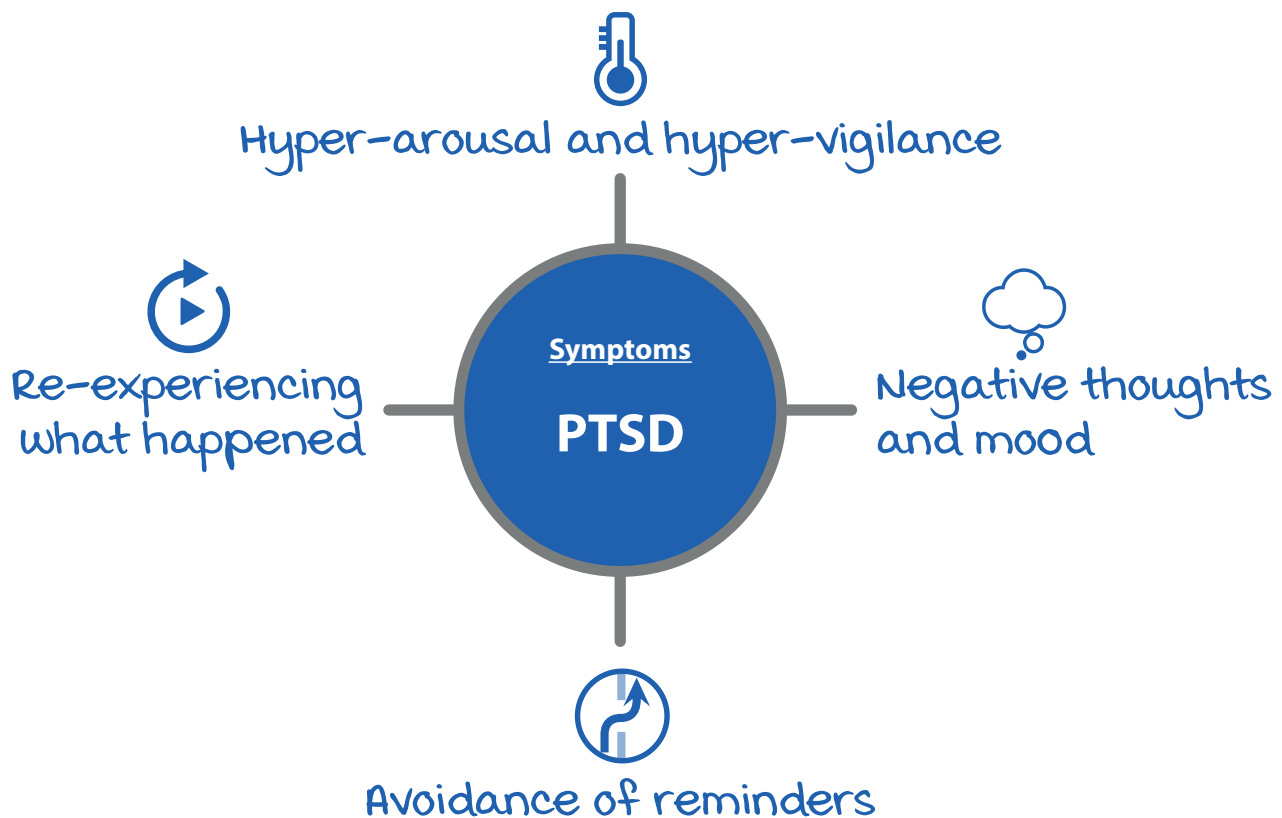 Hyper-arousal and hyper-vigilance
Symptoms
PTSD
Re-experiencing
what happened
Negative thoughts
and mood
Avoidance of reminders